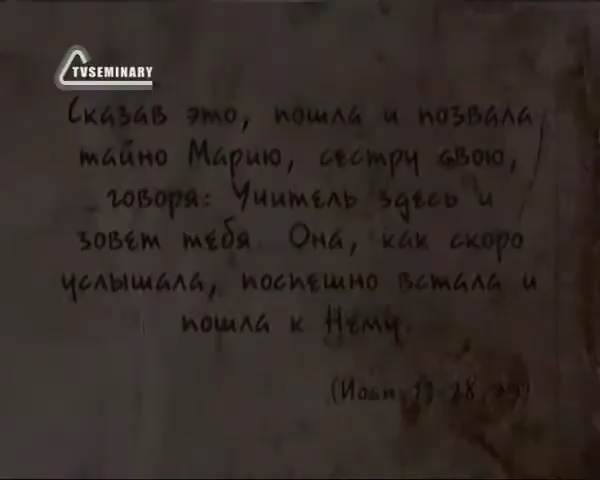 TVSEMINARY
Сказав это, пошла и позвала
тайно Марию, сестру свою,
говоря: Учитель здесь и
зовет тебя. Она, как скоро
услышала, поспешно встала и
пошла к Нему.
(Иоан. 11:28,29)